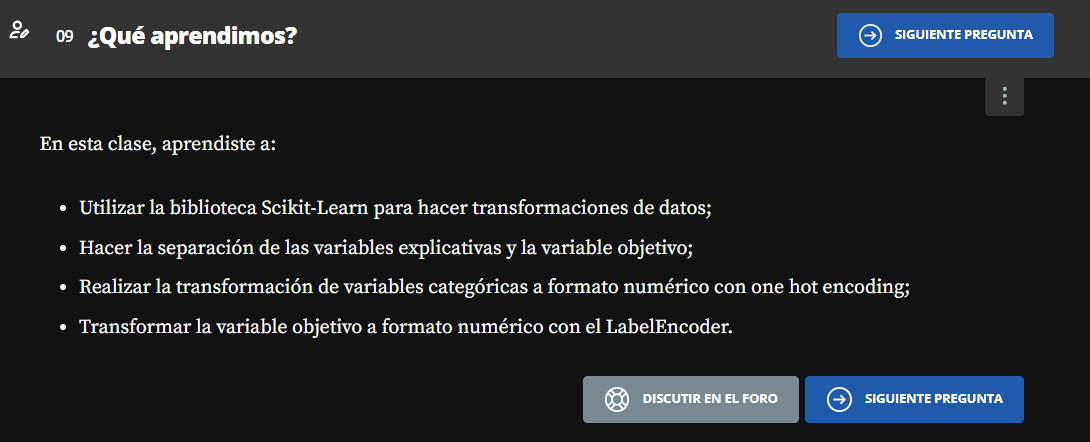 09 ¿Qué aprendimos?
SIGUIENTE PREGUNTA
En esta clase, aprendiste a:
• Utilizar la biblioteca Scikit-Learn para hacer transformaciones de datos;
• Hacer la separación de las variables explicativas y la variable objetivo;
• Realizar la transformación de variables categóricas a formato numérico con one hot encoding;
• Transformar la variable objetivo a formato numérico con el LabelEncoder.
DISCUTIR EN EL FORO
SIGUIENTE PREGUNTA